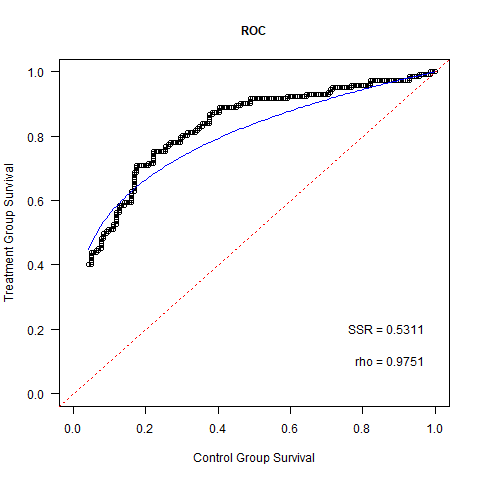 ROC
Treatment Group Survival
1.0
0.8
0.6
0.4
0.2
0.0
SSR = 0.5311
rho = 0.9751
0.0 0.2 0.4 0.6 0.8 1.0
Control Group Survival